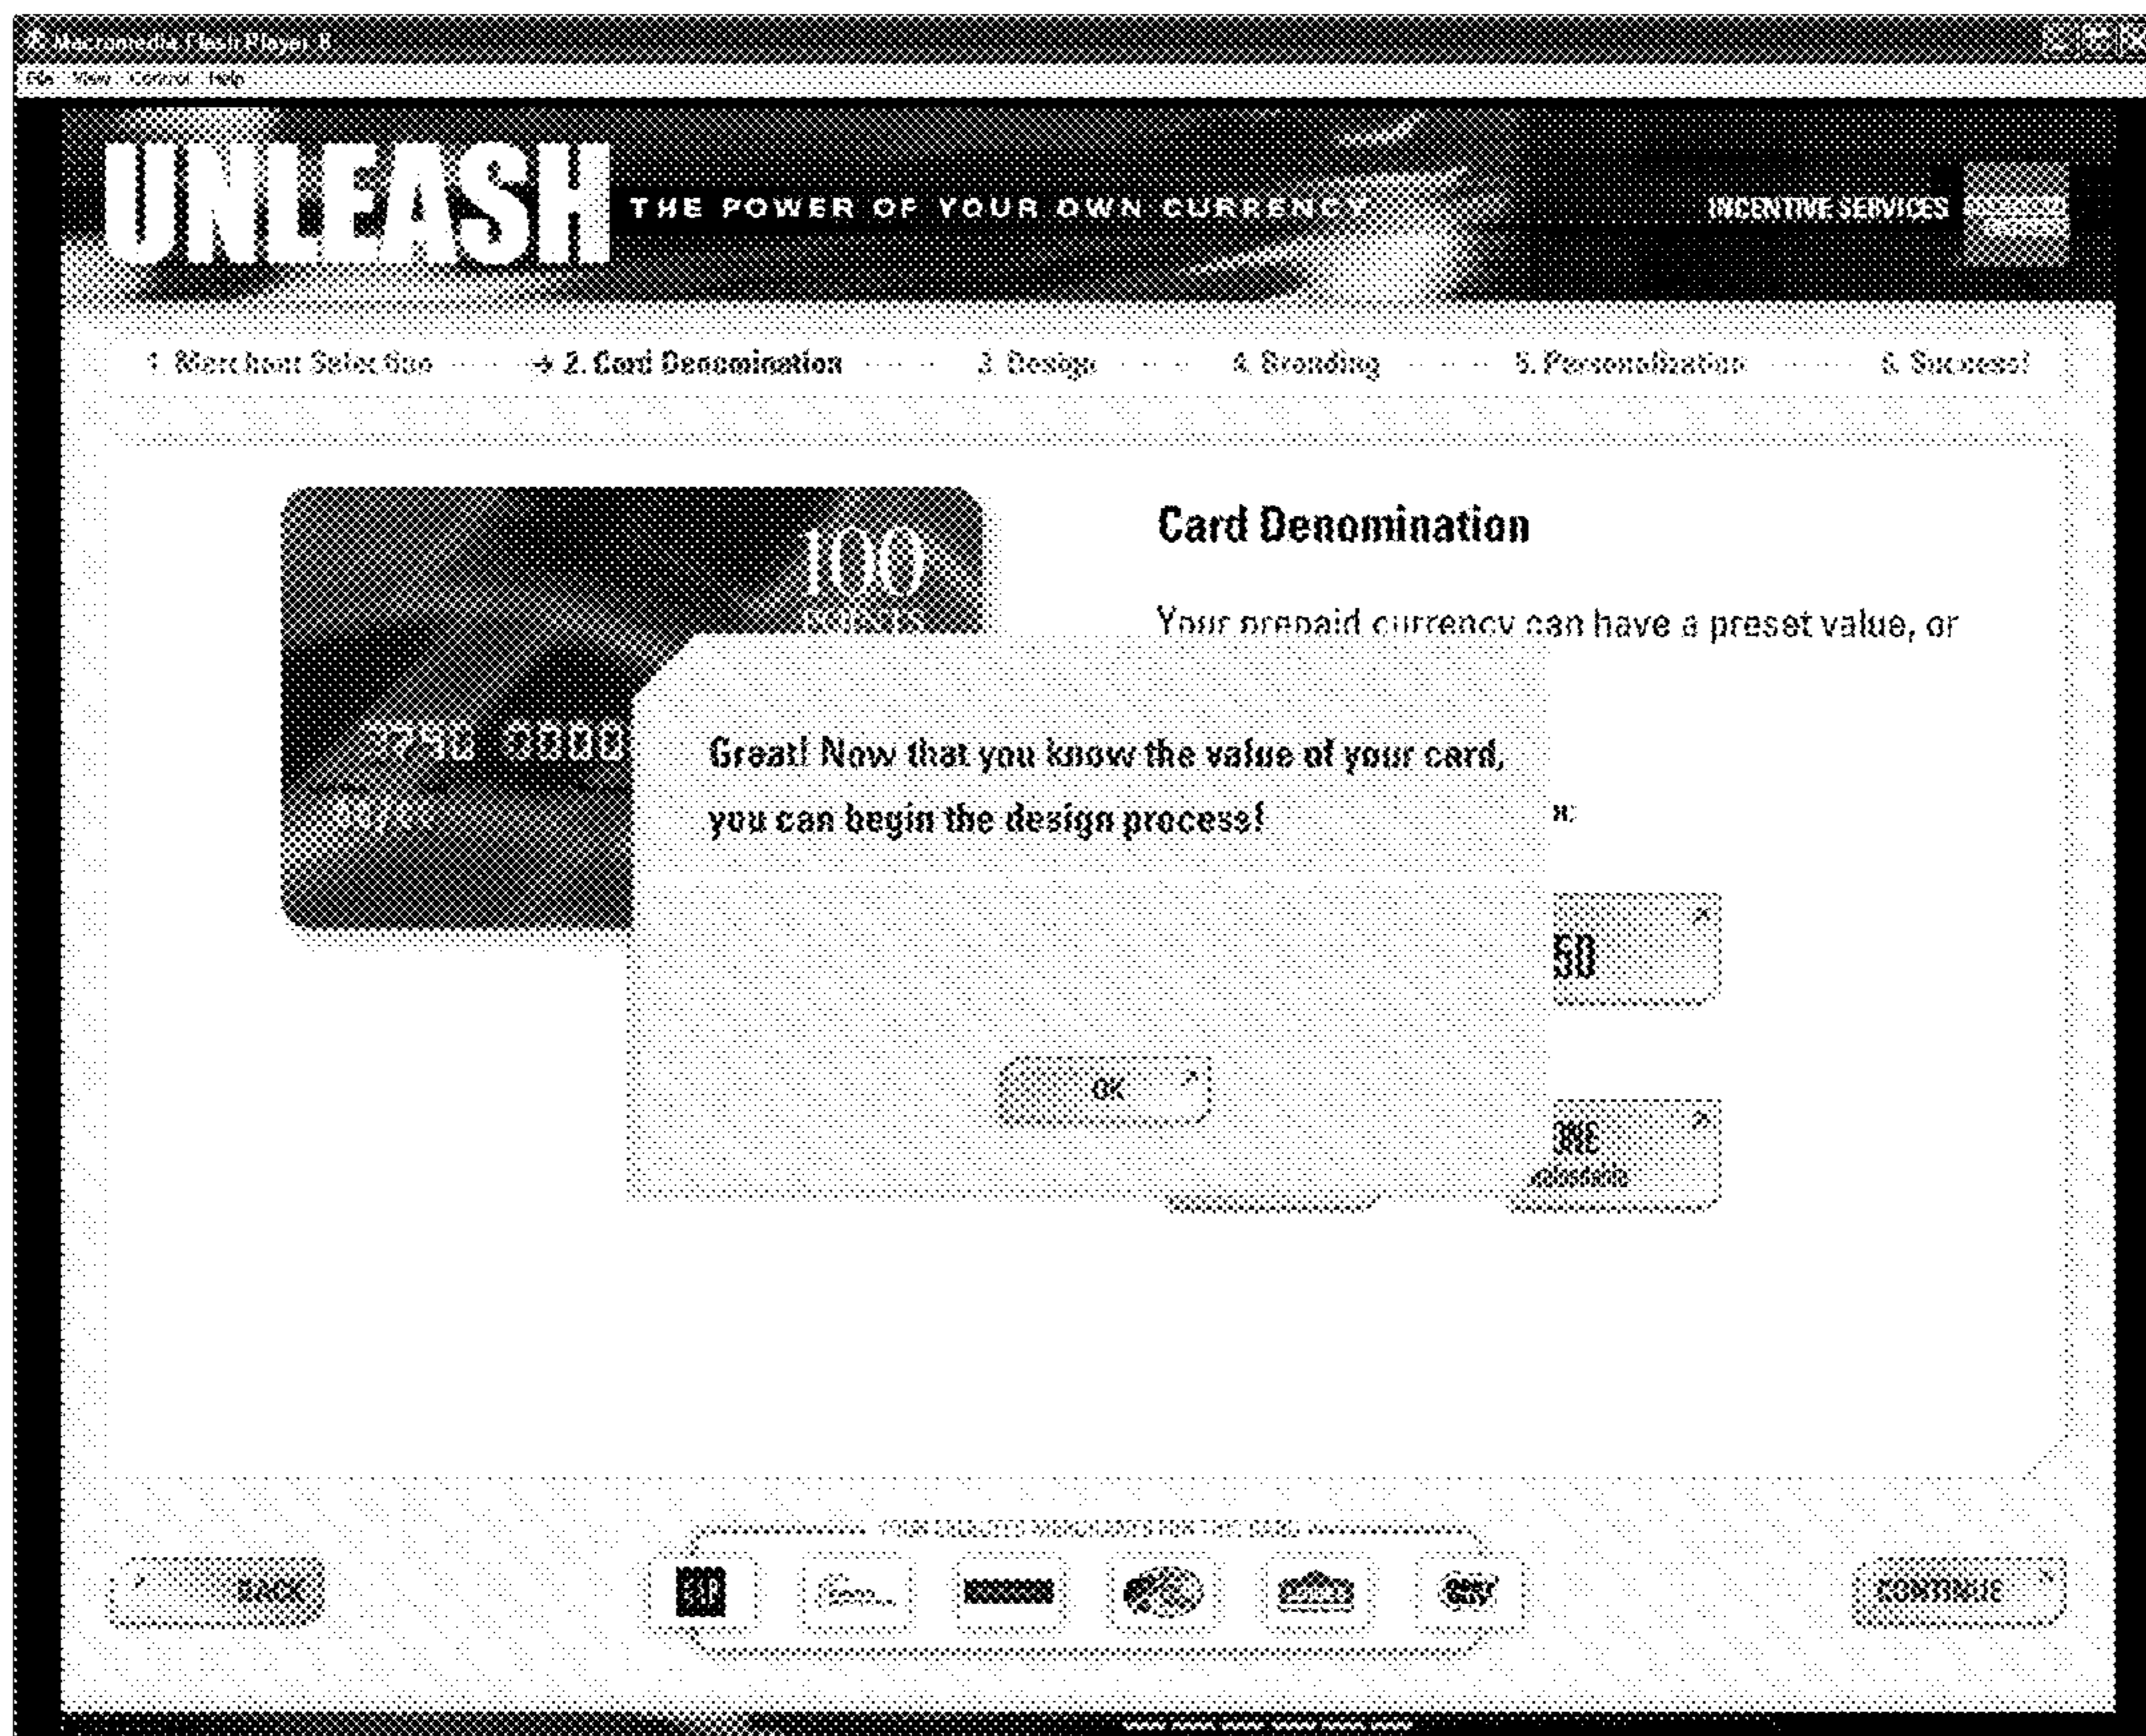 Macromedia Flash Player 8
File View Control Help
UNLEASH
THE POWER OF YOUR OWN CURRENCY
INCENTIVE SERVICES
1. Merchant Selection
→ 2. Card Denomination
3. Design
4. Branding
5. Personalization
6. Success!
100
POINTS
Card Denomination
Your prepaid currency can have a preset value, or
Great! Now that you know the value of your card,
you can begin the design process!
50
OK
BACK
GAP
CONTINUE